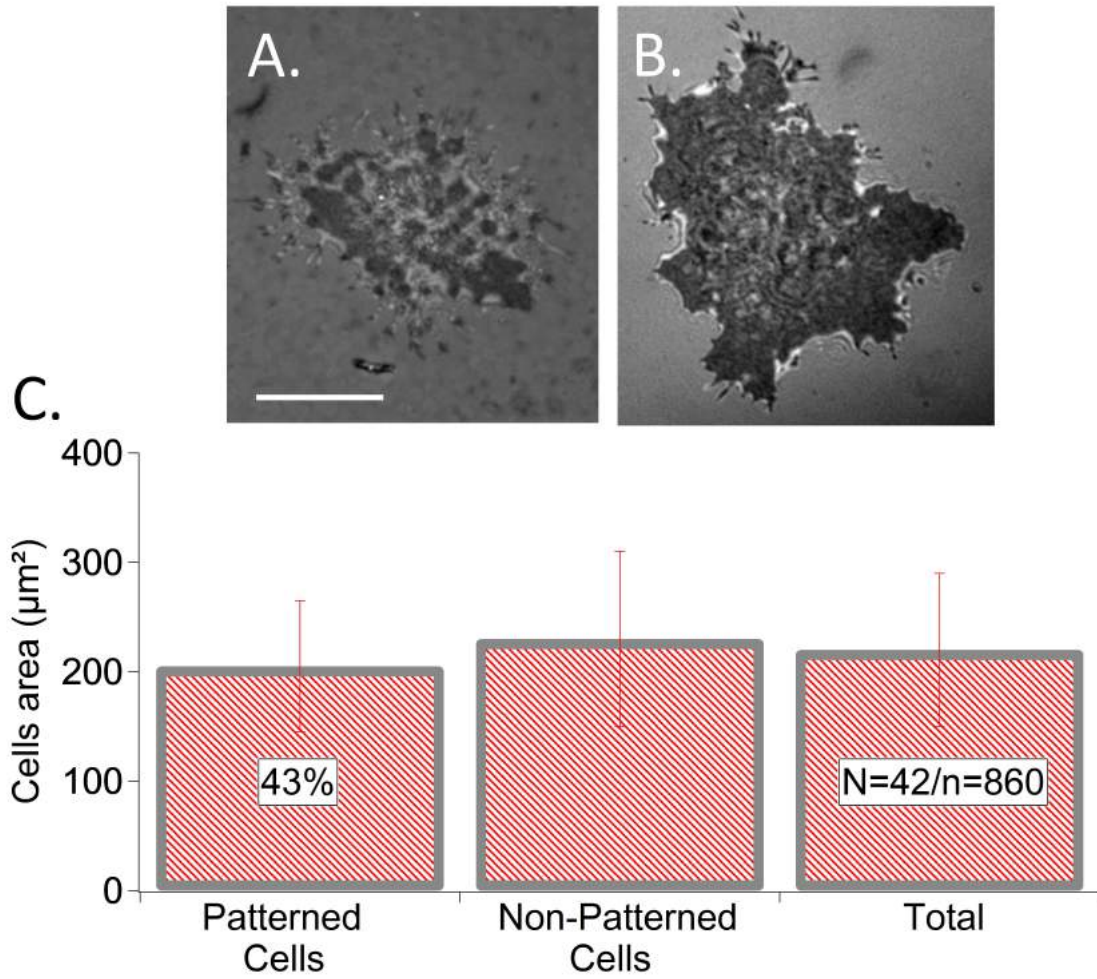 A.
B.
C.
400
300
200
100
0
Cells area (µm²)
43%
N=42/n=860
Patterned
Cells
Non-Patterned
Cells
Total